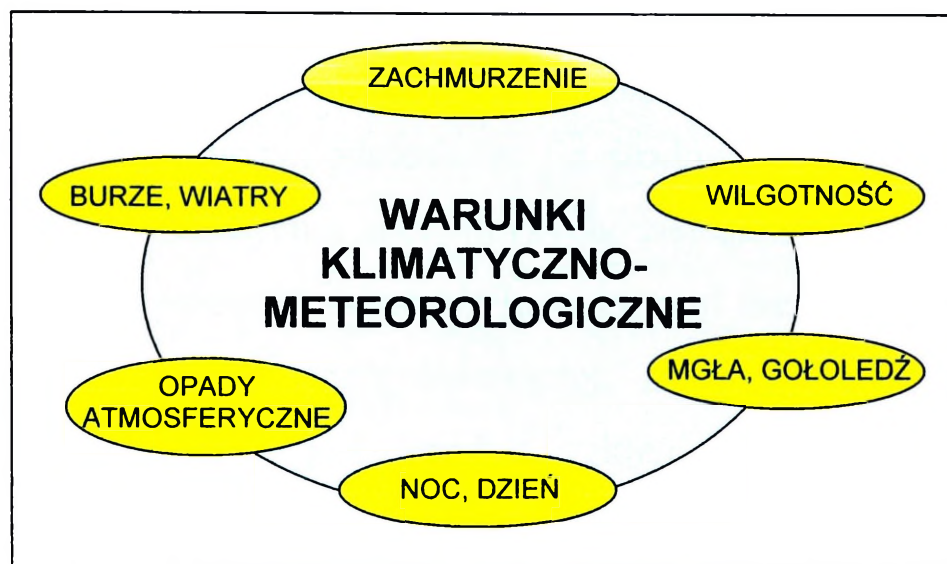 ZACHMURZENIE
BURZE, WIATRY
WILGOTNOŚĆ
WARUNKI
KLIMATYCZNO-
METEOROLOGICZNE
MGŁA, GOŁOLEDŹ
OPADY
ATMOSFERYCZNE
NOC, DZIEŃ